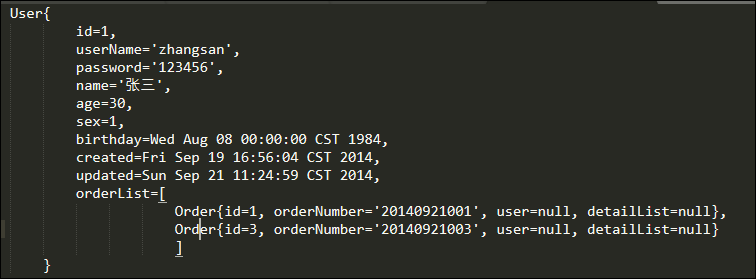 User{
id=1,
userName='zhangsan',
password='123456',
name='张三',
age=30,
sex=1,
birthday=Wed Aug 08 00:00:00 CST 1984,
created=Fri Sep 19 16:56:04 CST 2014,
updated=Sun Sep 21 11:24:59 CST 2014,
orderList=[
Order{id=1, orderNumber='20140921001', user=null, detailList=null},
Order{id=3, orderNumber='20140921003', user=null, detailList=null}
]
}